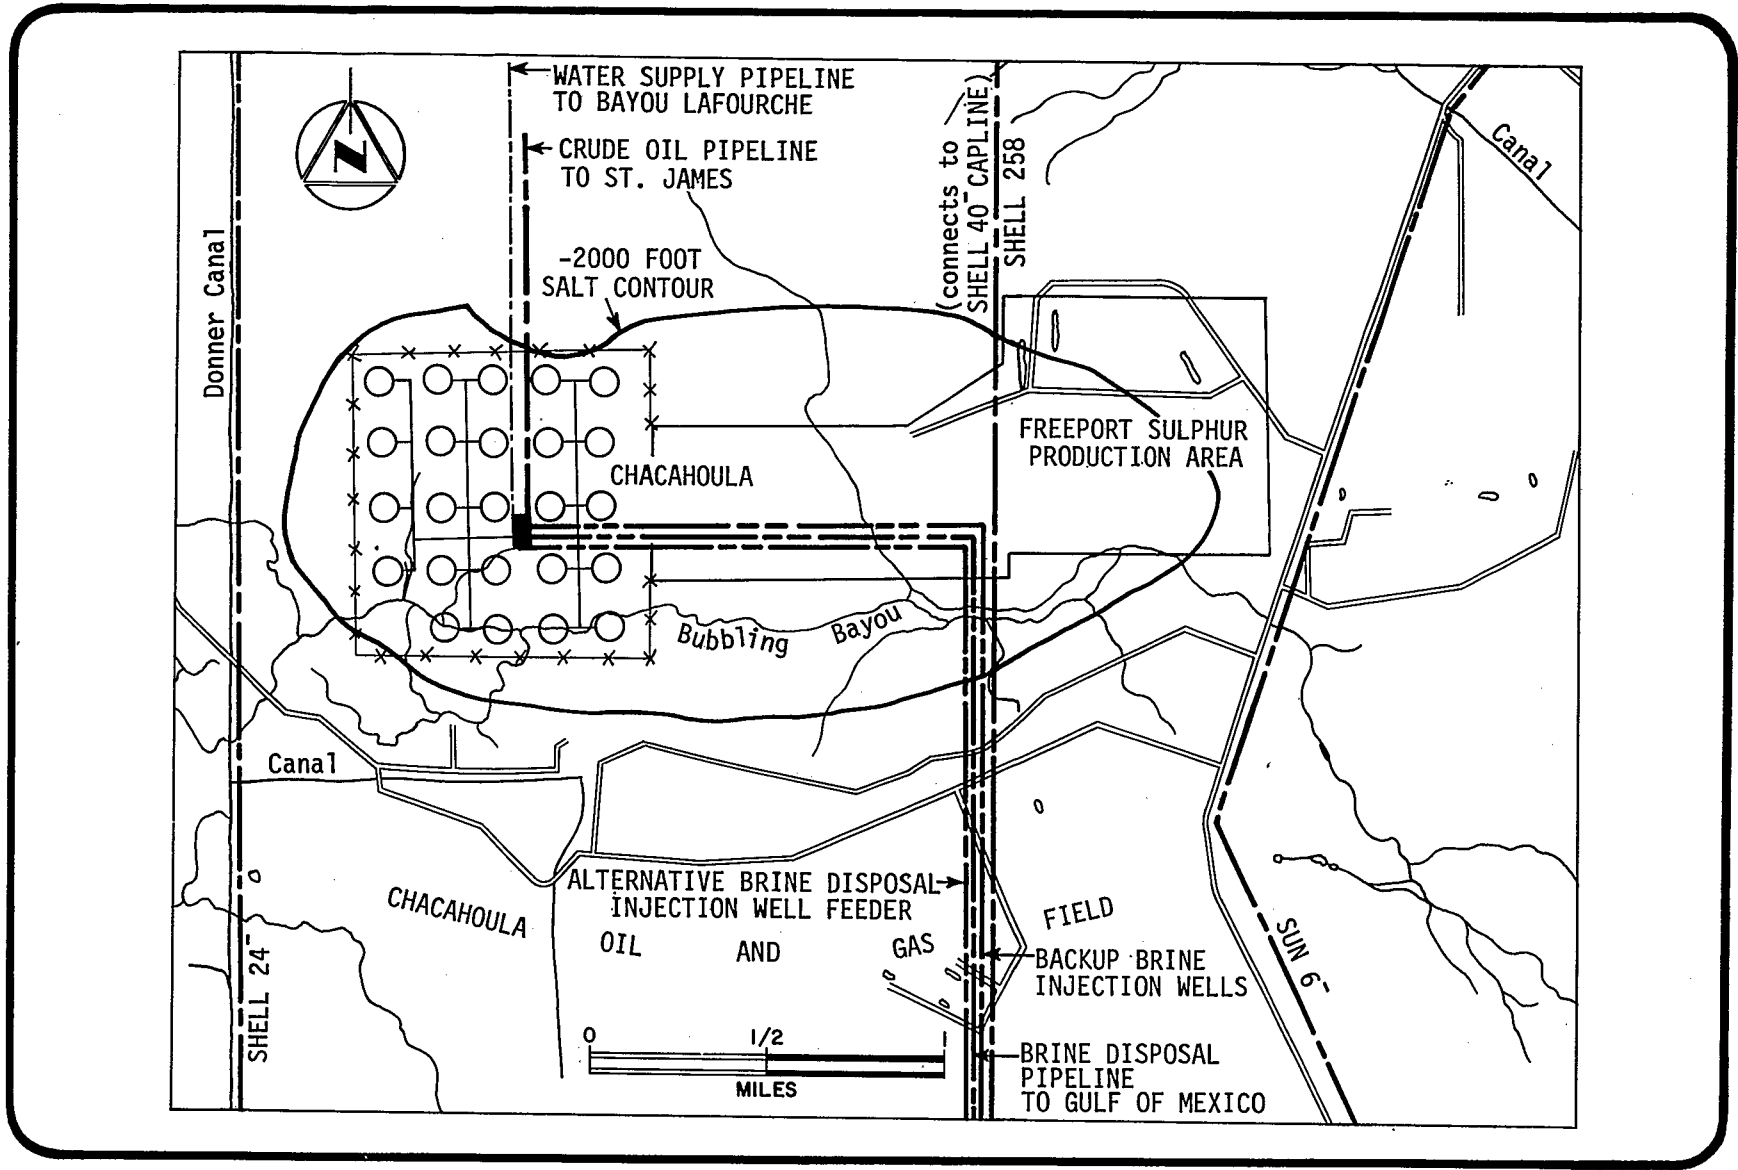 WATER SUPPLY PIPELINE
TO BAYOU LAFOURCHE
CRUDE OIL PIPELINE
TO ST. JAMES
-2000 FOOT
SALT CONTOUR
N
Donner Canal
(connects to
SHELL 40" CAPLINE)
SHELL 258
Canal
FREEPORT SULPHUR
PRODUCTION AREA
CHACAHOULA
Bubbling Bayou
Canal
CHACAHOULA
OIL AND GAS
FIELD
ALTERNATIVE BRINE DISPOSAL
INJECTION WELL FEEDER
BACKUP BRINE
INJECTION WELLS
SUN 6"
SHELL 24"
0 1/2 1
MILES
BRINE DISPOSAL
PIPELINE
TO GULF OF MEXICO